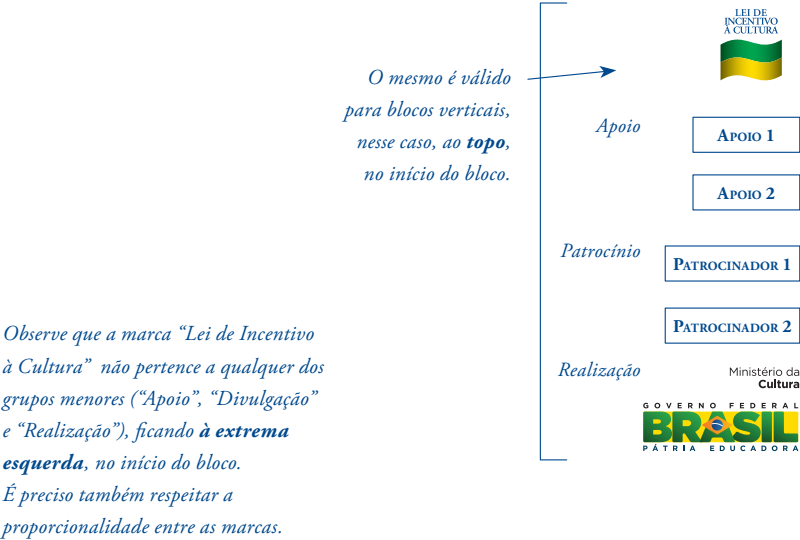 LEI DE
INCENTIVO
À CULTURA
O mesmo é válido
para blocos verticais,
nesse caso, ao topo,
no início do bloco.
Apoio
APOIO 1
APOIO 2
Patrocínio
PATROCINADOR 1
PATROCINADOR 2
Realização
Ministério da
Cultura
GOVERNO FEDERAL
BRASIL
PÁTRIA EDUCADORA
Observe que a marca “Lei de Incentivo
à Cultura” não pertence a qualquer dos
grupos menores (“Apoio”, “Divulgação”
e “Realização”), ficando à extrema
esquerda, no início do bloco.
É preciso também respeitar a
proporcionalidade entre as marcas.